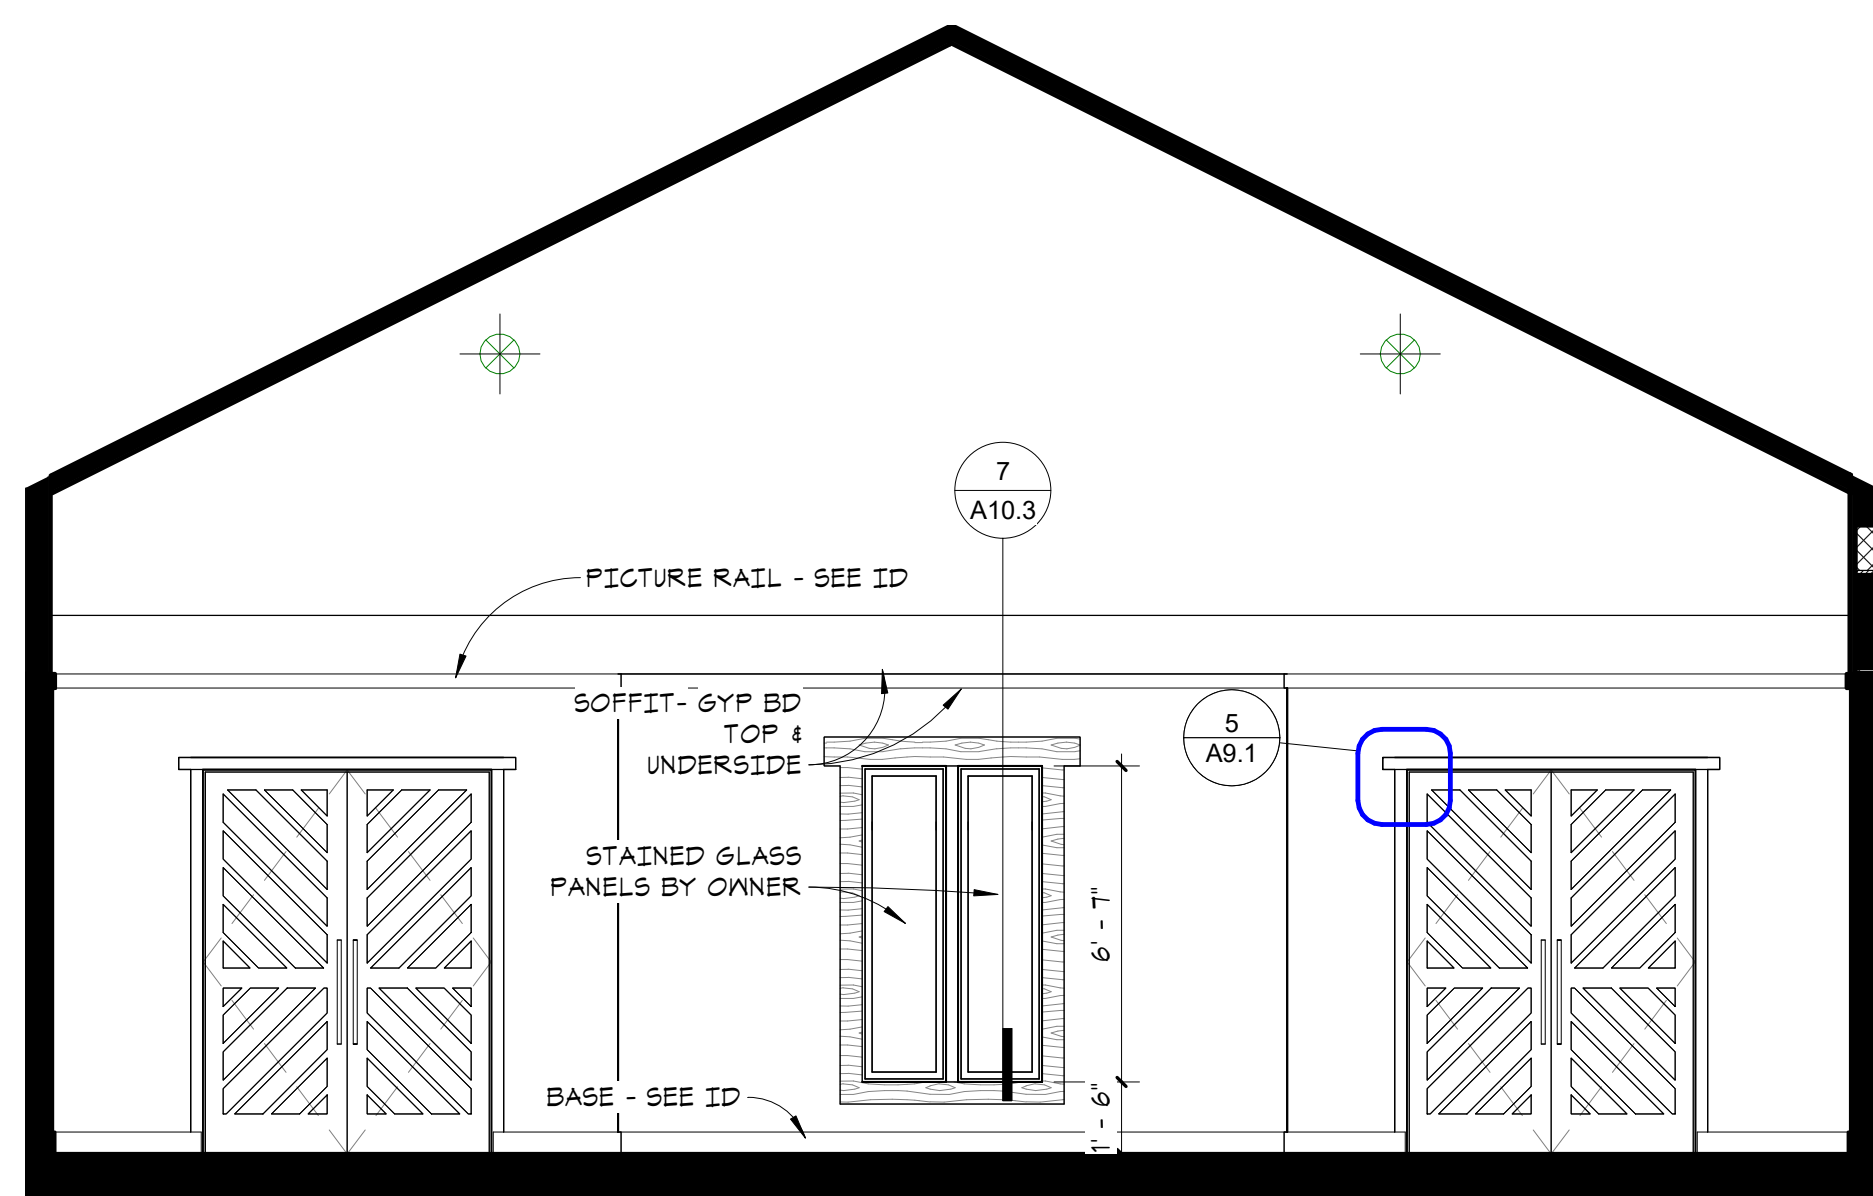 7
A10.3
PICTURE RAIL - SEE ID
SOFFIT- GYP BD
TOP &
UNDERSIDE
5
A9.1
STAINED GLASS
PANELS BY OWNER
6' - 7"
BASE - SEE ID
1' - 6"